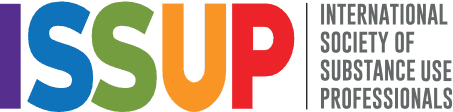 ISSUP
INTERNATIONAL
SOCIETY OF
SUBSTANCE USE
PROFESSIONALS